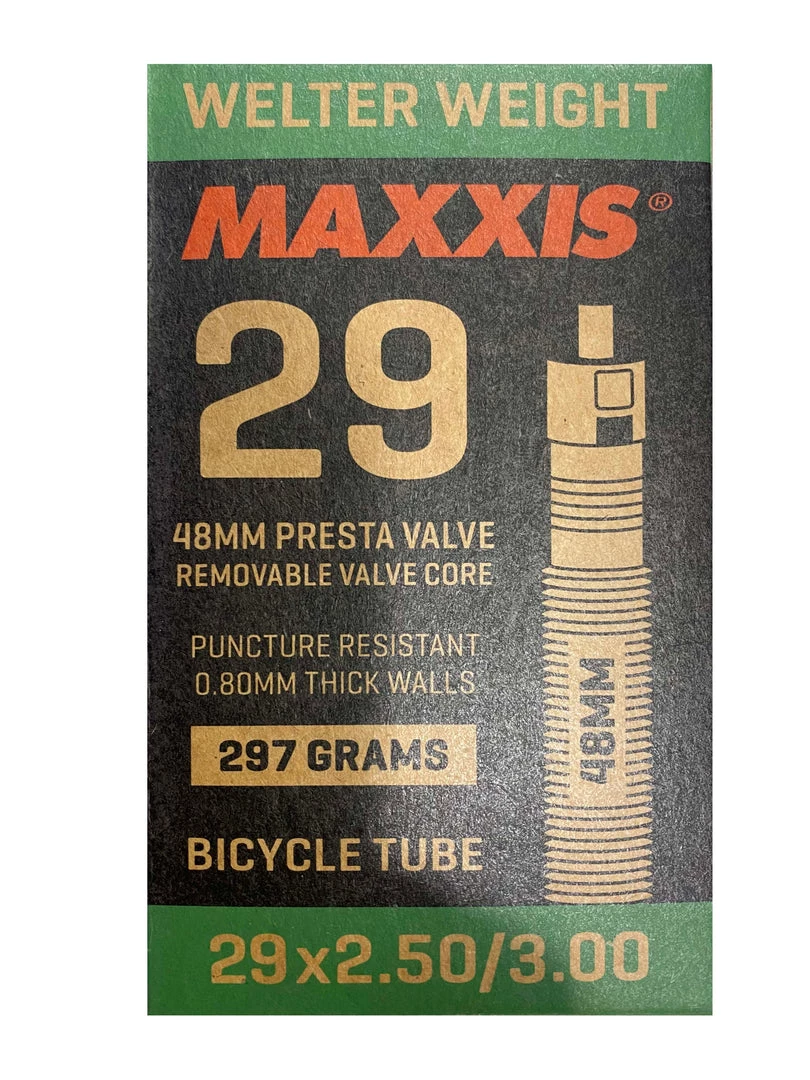 WELTER WEIGHT
MAXXIS®
29
48MM PRESTA VALVE
REMOVABLE VALVE CORE
PUNCTURE RESISTANT
0.80MM THICK WALLS
297 GRAMS
BICYCLE TUBE
48MM
29x2.50/3.00